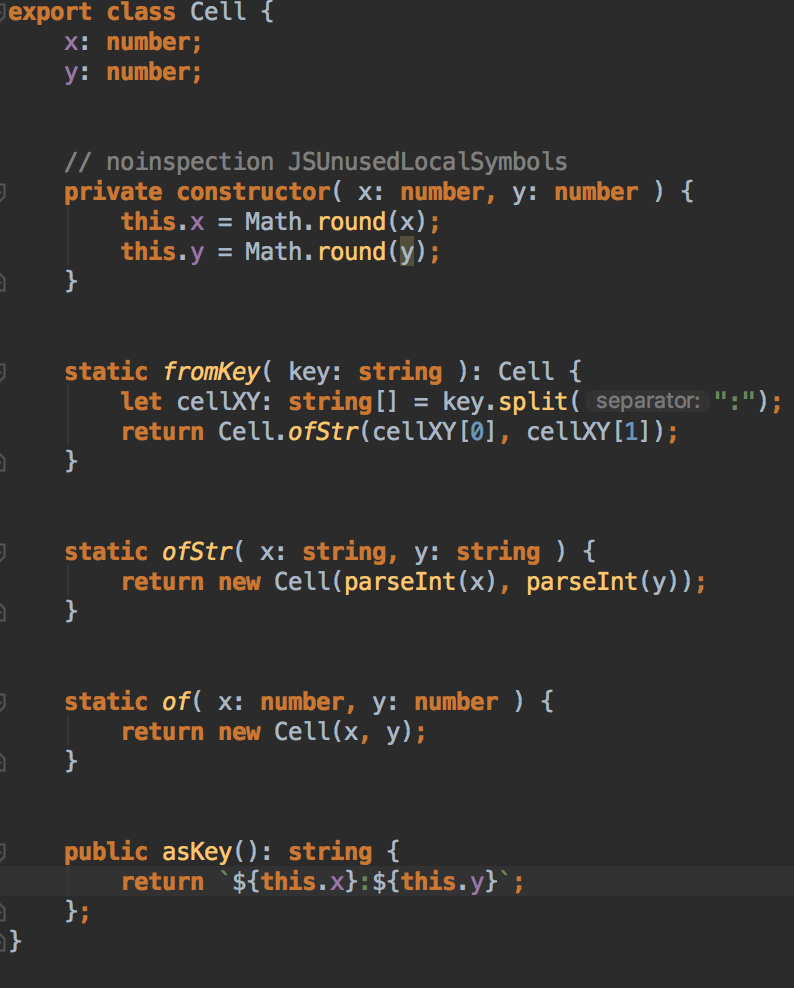 export class Cell {
    x: number;
    y: number;

    // noinspection JSUnusedLocalSymbols
    private constructor( x: number, y: number ) {
        this.x = Math.round(x);
        this.y = Math.round(y);
    }

    static fromKey( key: string ): Cell {
        let cellXY: string[] = key.split( separator: ":");
        return Cell.ofStr(cellXY[0], cellXY[1]);
    }

    static ofStr( x: string, y: string ) {
        return new Cell(parseInt(x), parseInt(y));
    }

    static of( x: number, y: number ) {
        return new Cell(x, y);
    }

    public asKey(): string {
        return `${this.x}:${this.y}`;
    };
}